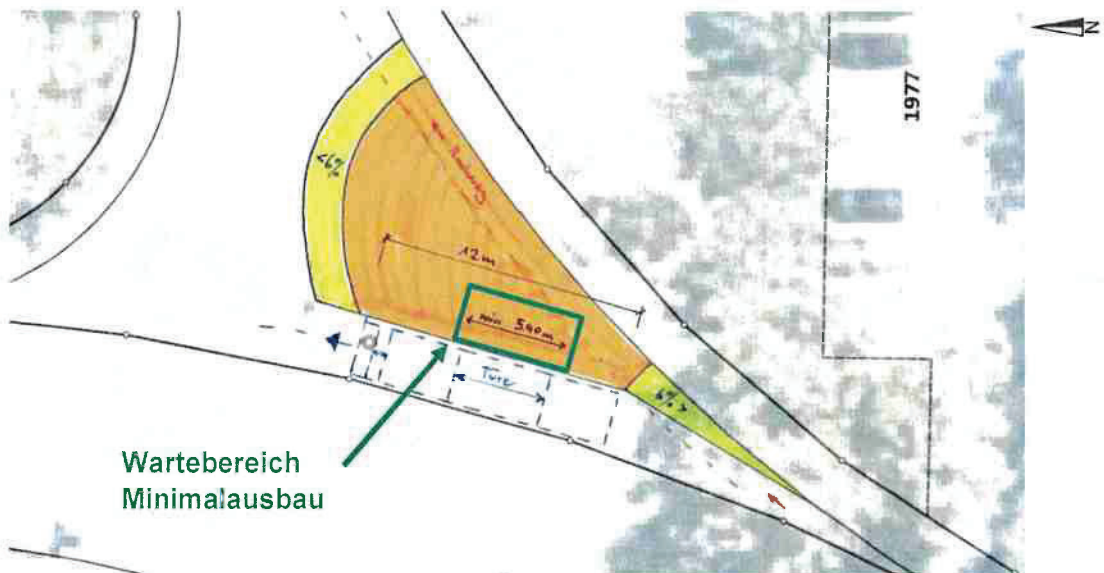 N
1977
<6%
12m
min 5.40m
Türe
6% >
Wartebereich
Minimalausbau